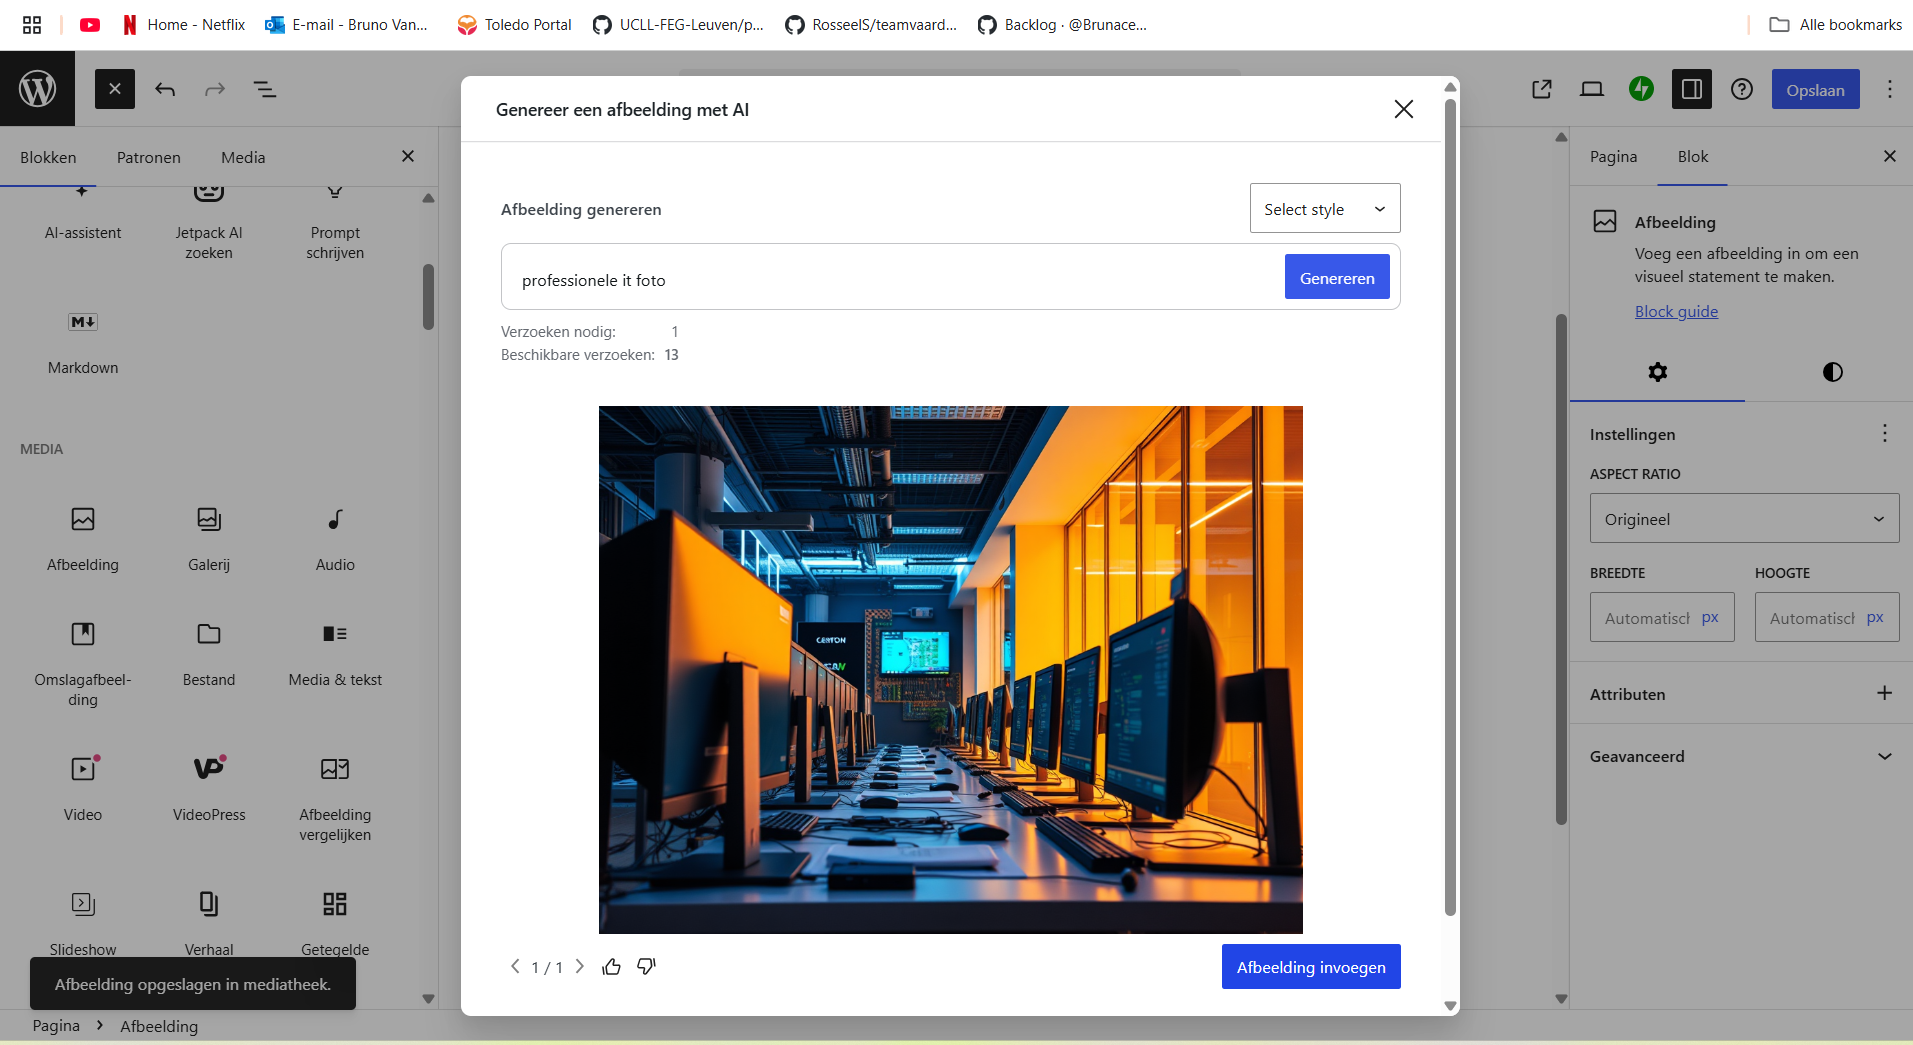 Home - Netflix
E-mail - Bruno Van...
Toledo Portal
UCLL-FEG-Leuven/p...
RosseelS/teamvaard...
Backlog · @Brunace...
Alle bookmarks
Opslaan
Blokken
Patronen
Media
AI-assistent
Jetpack AI
zoeken
Prompt
schrijven
M
Markdown
MEDIA
Afbeelding
Galerij
Audio
Omslagafbeel-
ding
Bestand
Media & tekst
Video
VideoPress
Afbeelding
vergelijken
Slideshow
Verhaal
Getegelde
Afbeelding opgeslagen in mediatheek.
Pagina
Afbeelding
Genereer een afbeelding met AI
Afbeelding genereren
Select style
professionele it foto
Genereren
Verzoeken nodig: 1
Beschikbare verzoeken: 13
1 / 1
Afbeelding invoegen
Pagina
Blok
Afbeelding
Voeg een afbeelding in om een
visueel statement te maken.
Block guide
Instellingen
ASPECT RATIO
Origineel
BREEDTE
HOOGTE
Automatisch px
Automatisch px
Attributen
Geavanceerd